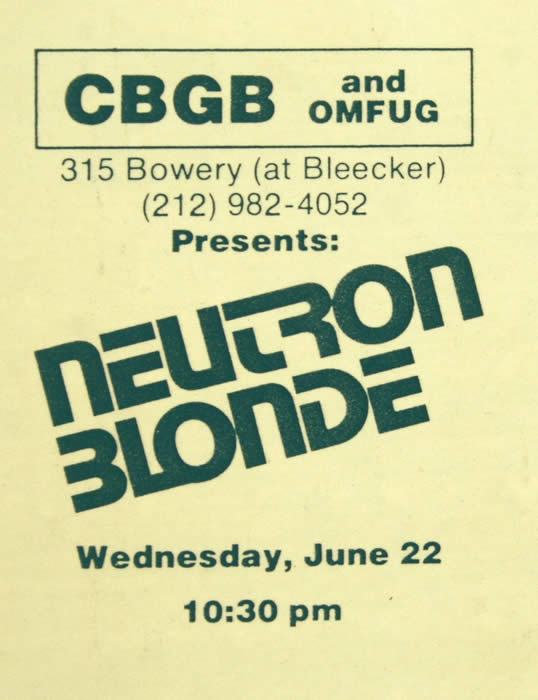 CBGB and OMFUG
315 Bowery (at Bleecker)
(212) 982-4052
Presents:
NEUTRON
BLONDE
Wednesday, June 22
10:30 pm